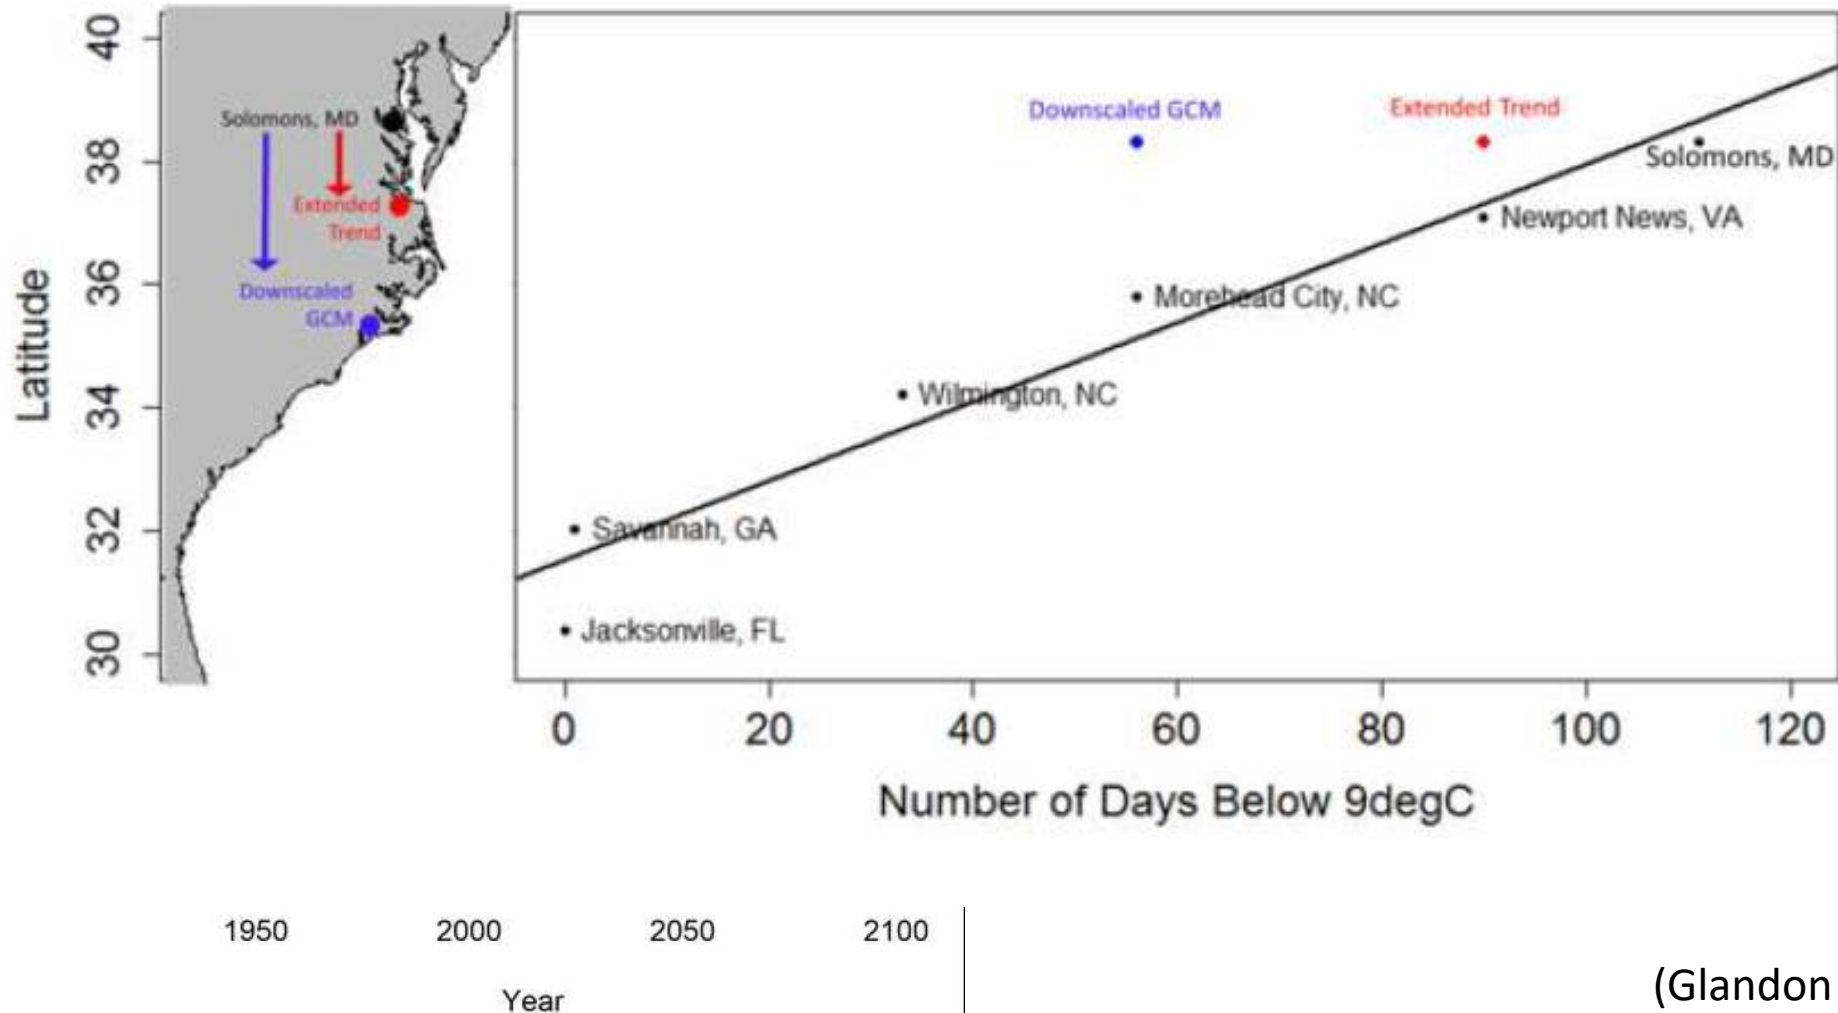 Latitude
40
38
36
34
32
30
Solomons, MD
Extended
Trend
Downscaled
GCM
Downscaled GCM
Extended Trend
Solomons, MD
Newport News, VA
Morehead City, NC
Wilmington, NC
Savannah, GA
Jacksonville, FL
0 20 40 60 80 100 120
Number of Days Below 9degC
1950 2000 2050 2100
Year
(Glandon